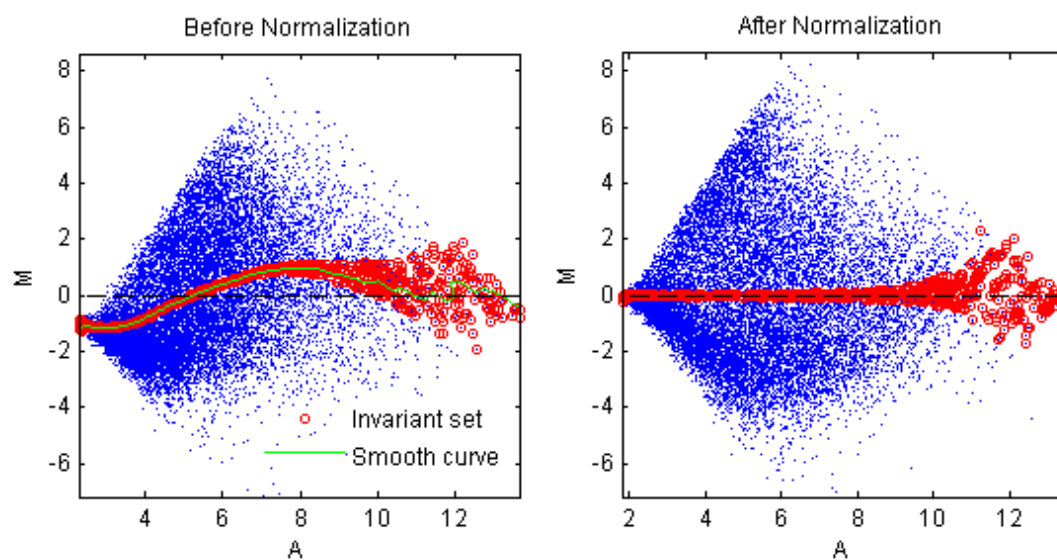 Before Normalization
8
6
4
2
0
-2
-4
-6
M
4 6 8 10 12
A
Invariant set
Smooth curve
After Normalization
8
6
4
2
0
-2
-4
-6
M
2 4 6 8 10 12
A